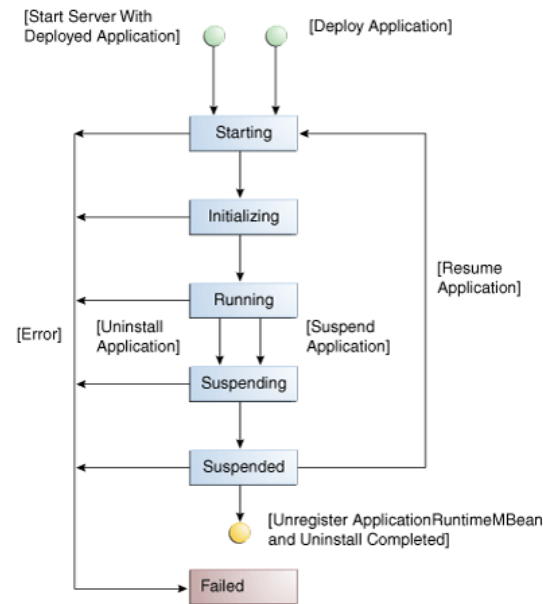 [Start Server With
Deployed Application]
[Deploy Application]
Starting
Initializing
[Resume
Application]
Running
[Error]
[Uninstall
Application]
[Suspend
Application]
Suspending
Suspended
[Unregister ApplicationRuntimeMBean
and Uninstall Completed]
Failed